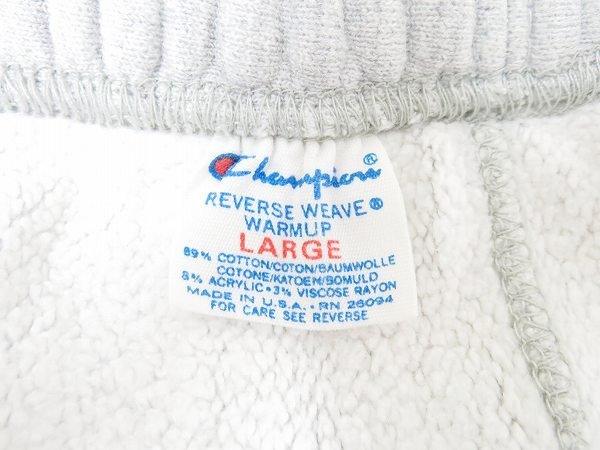 Champion®
REVERSE WEAVE®
WARMUP
LARGE
89% COTTON/COTON/BAUMWOLLE
COTONE/KATOEN/BOMULD
8% ACRYLIC•3% VISCOSE RAYON
MADE IN U.S.A.•RN 26094
FOR CARE SEE REVERSE